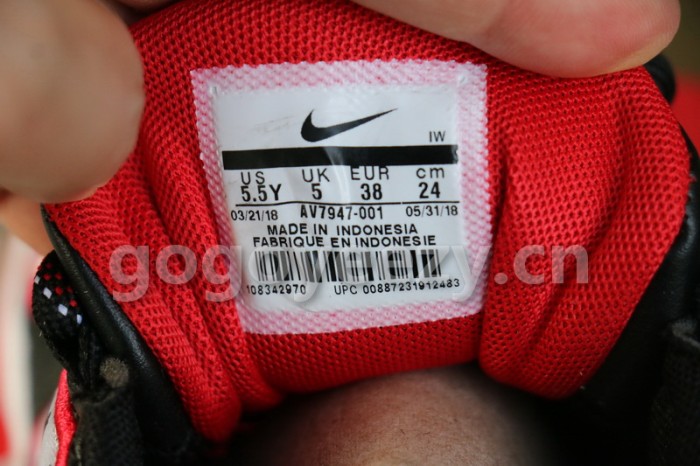 IW
US UK EUR cm
5.5Y 5 38 24
03/21/18 AV7947-001 05/31/18
MADE IN INDONESIA
FABRIQUE EN INDONESIE
108342970 UPC 00887231912483